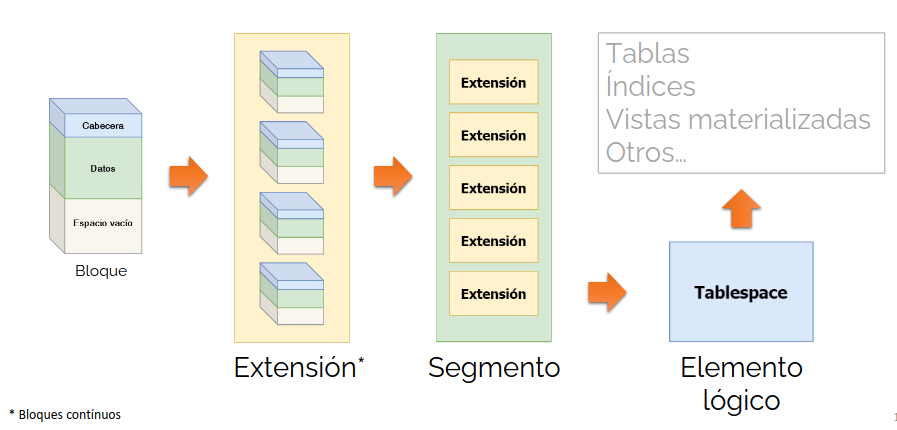 Cabecera
Datos
Espacio vacío
Bloque
Extensión*
Extensión
Extensión
Extensión
Extensión
Extensión
Segmento
Tablas
Índices
Vistas materializadas
Otros...
Tablespace
Elemento
lógico
* Bloques contínuos
1